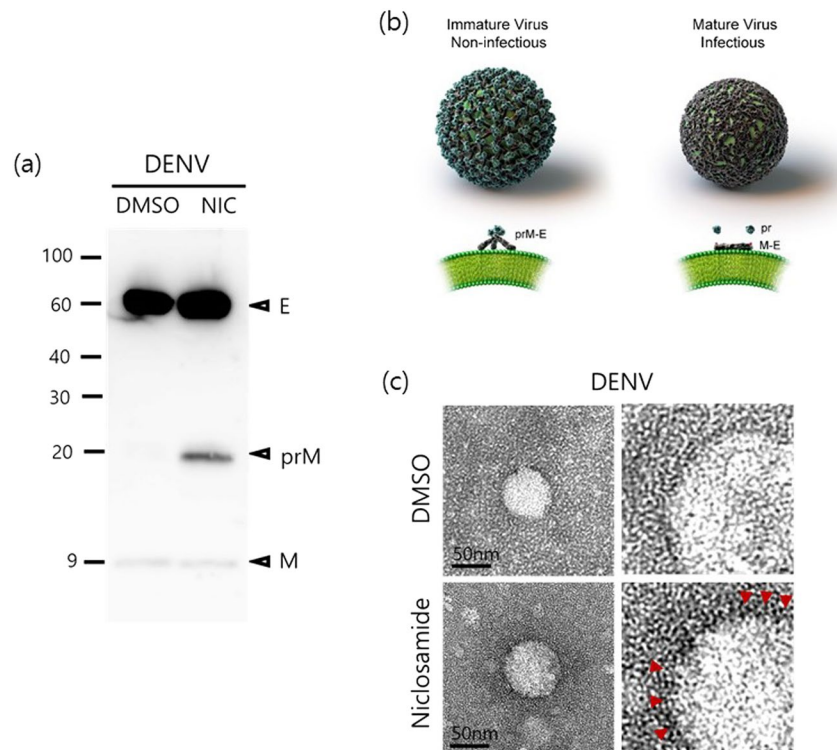 (a)
DENV
DMSO NIC
100
60
40
30
20
9
E
prM
M
(b)
Immature Virus
Non-infectious
Mature Virus
Infectious
prM-E
pr
M-E
(c)
DENV
DMSO
50nm
Niclosamide
50nm